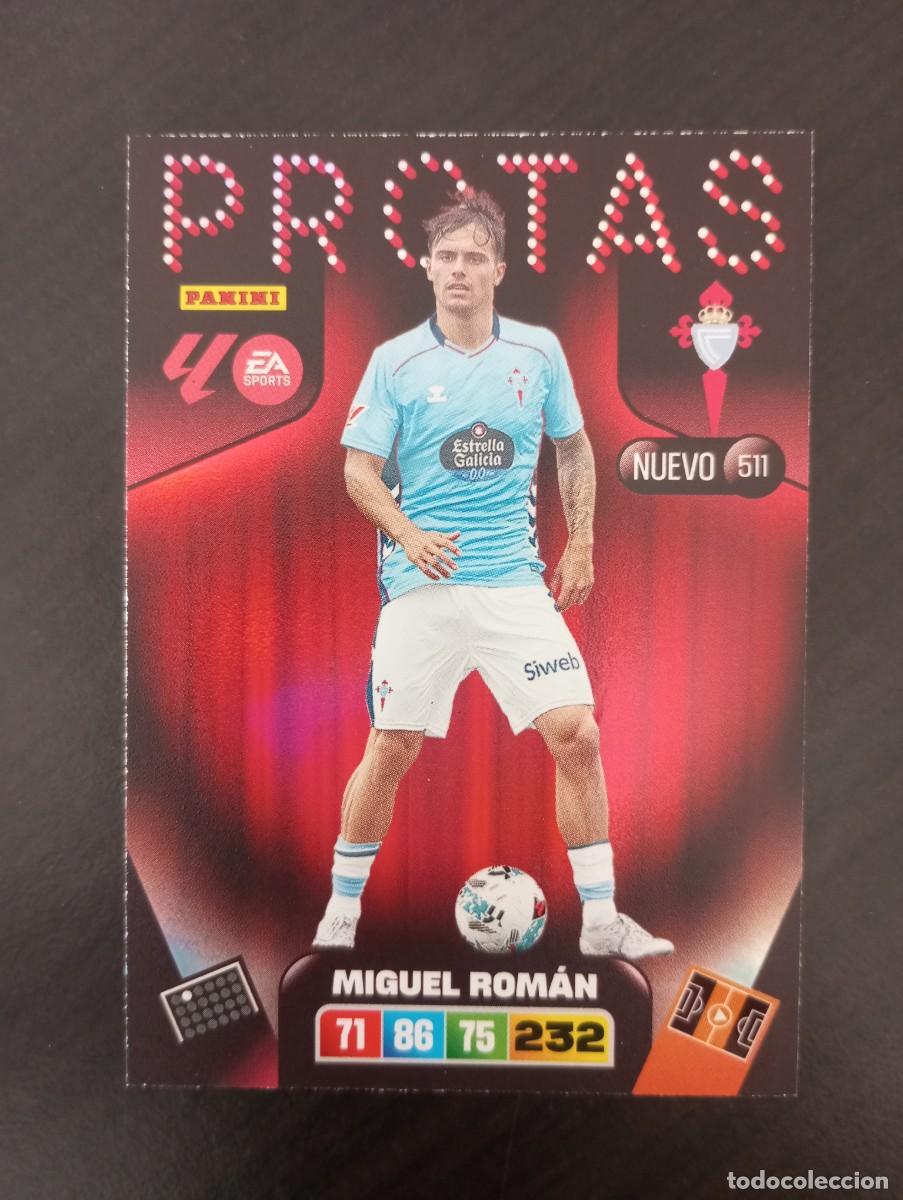 PROTAS
PANINI
EA
SPORTS
Estrella
Galicia
0,0
NUEVO 511
Siweb
MIGUEL ROMÁN
71 86 75 232
todocoleccion